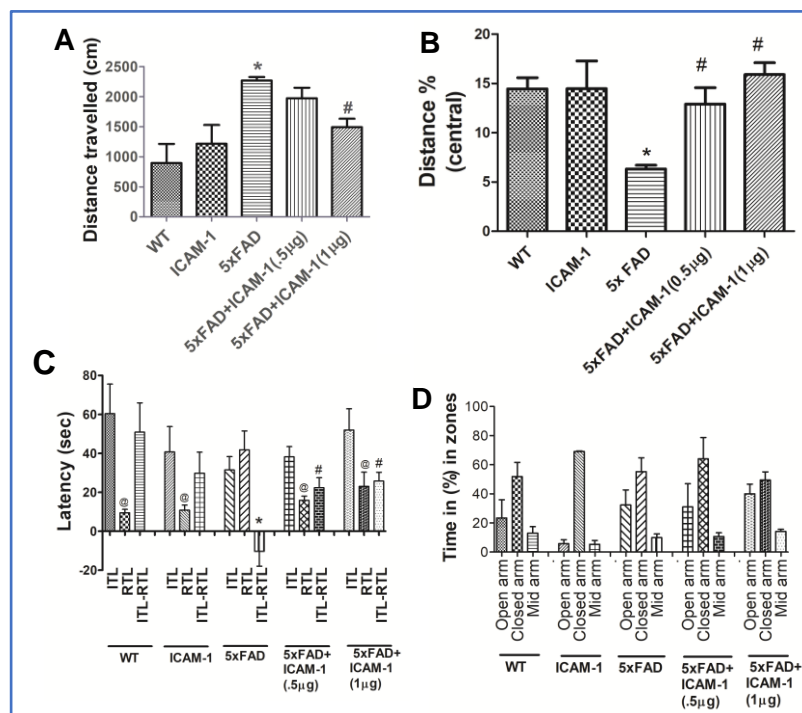 A
Distance travelled (cm)
2500
2000
1500
1000
500
0
*
#
WT
ICAM-1
5xFAD
5xFAD+ICAM-1(.5μg)
5xFAD+ICAM-1(1μg)
B
Distance %
(central)
20
15
10
5
0
*
#
#
WT
ICAM-1
5x FAD
5xFAD+ICAM-1(0.5μg)
5xFAD+ICAM-1(1μg)
C
Latency (sec)
80
60
40
20
0
-20
@
@
*
@
#
@
#
ITL
RTL
ITL-RTL
ITL
RTL
ITL-RTL
ITL
RTL
ITL-RTL
ITL
RTL
ITL-RTL
ITL
RTL
ITL-RTL
WT
ICAM-1
5xFAD
5xFAD+
ICAM-1
(.5μg)
5xFAD+
ICAM-1
(1μg)
D
Time in (%) in zones
100
80
60
40
20
0
Open arm
Closed arm
Mid arm
Open arm
Closed arm
Mid arm
Open arm
Closed arm
Mid arm
Open arm
Closed arm
Mid arm
Open arm
Closed arm
Mid arm
WT
ICAM-1
5xFAD
5xFAD+
ICAM-1
(.5μg)
5xFAD+
ICAM-1
(1μg)